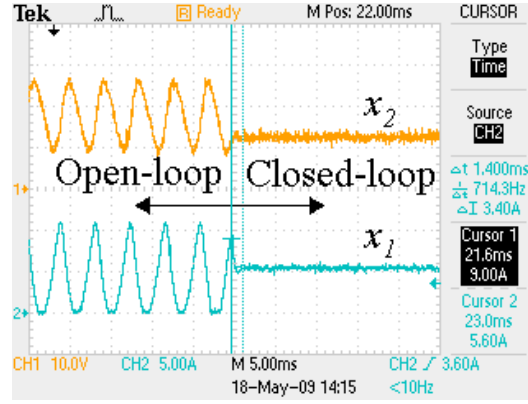 Tek R Ready M Pos: 22.00ms CURSOR
Type
Time
x2
Source
CH2
Open-loop Closed-loop
1
Δt 1.400ms
1/Δt 714.3Hz
ΔI 3.40A
x1
Cursor 1
21.6ms
9.00A
2
Cursor 2
23.0ms
5.60A
CH1 10.0V CH2 5.00A M 5.00ms CH2 / 3.60A
18-May-09 14:15 <10Hz